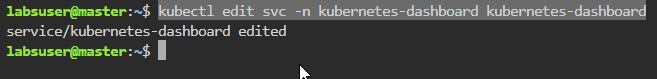 labsuser@master:~$ kubectl edit svc -n kubernetes-dashboard kubernetes-dashboard
service/kubernetes-dashboard edited
labsuser@master:~$